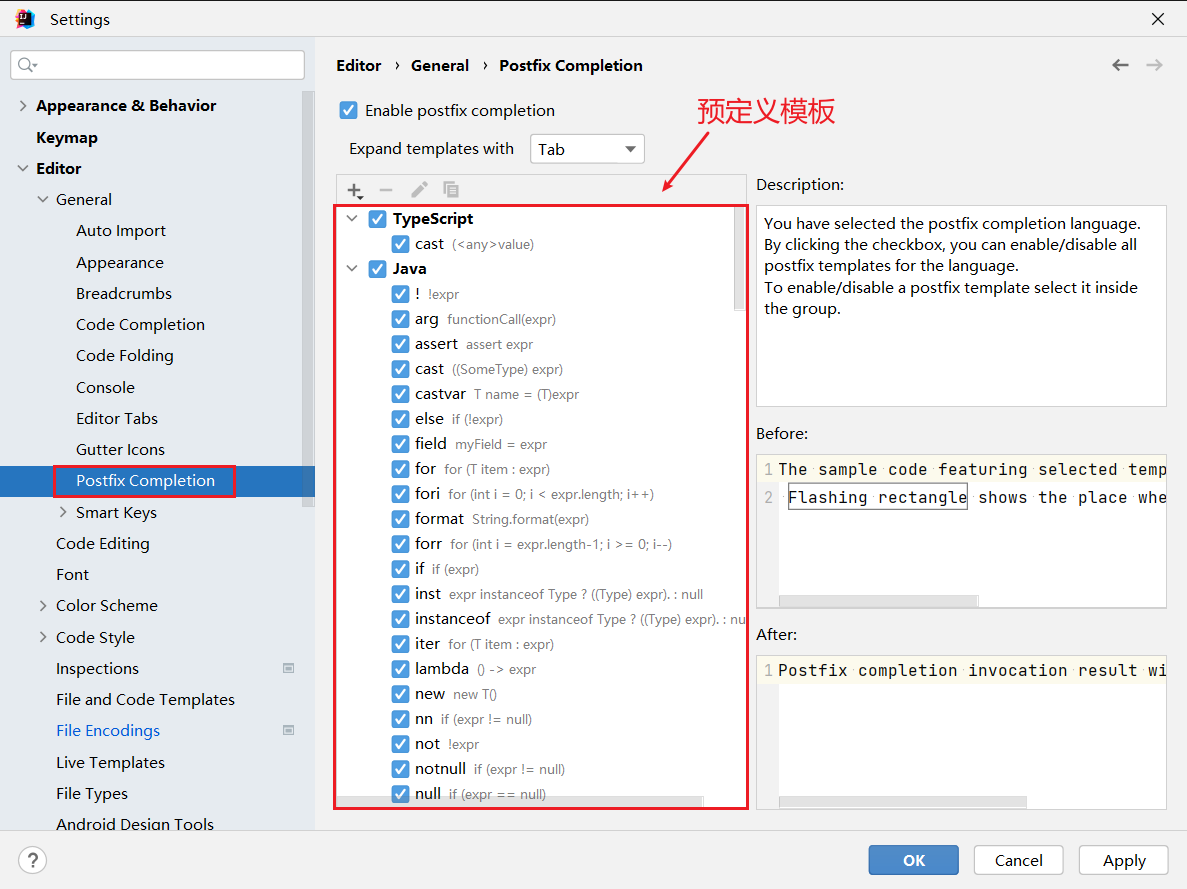 Settings
Editor › General › Postfix Completion
Appearance & Behavior
Keymap
Editor
General
Auto Import
Appearance
Breadcrumbs
Code Completion
Code Folding
Console
Editor Tabs
Gutter Icons
Postfix Completion
Smart Keys
Code Editing
Font
Color Scheme
Code Style
Inspections
File and Code Templates
File Encodings
Live Templates
File Types
Android Design Tools
Enable postfix completion
预定义模板
Expand templates with Tab
TypeScript
cast (<any>value)
Java
! !expr
arg functionCall(expr)
assert assert expr
cast ((SomeType) expr)
castvar T name = (T)expr
else if (!expr)
field myField = expr
for for (T item : expr)
fori for (int i = 0; i < expr.length; i++)
format String.format(expr)
forr for (int i = expr.length-1; i >= 0; i--)
if if (expr)
inst expr instanceof Type ? ((Type) expr). : null
instanceof expr instanceof Type ? ((Type) expr). : nu
iter for (T item : expr)
lambda () -> expr
new new T()
nn if (expr != null)
not !expr
notnull if (expr != null)
null if (expr == null)
Description:
You have selected the postfix completion language.
By clicking the checkbox, you can enable/disable all
postfix templates for the language.
To enable/disable a postfix template select it inside
the group.
Before:
1 The sample code featuring selected temp
2 Flashing rectangle shows the place whe
After:
1 Postfix completion invocation result wi
?
OK
Cancel
Apply